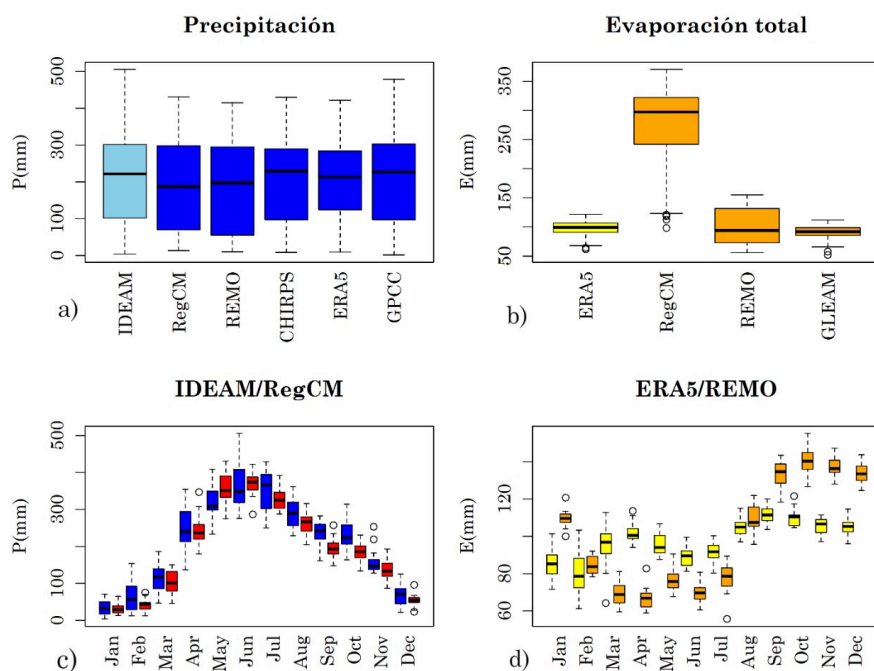 Precipitación
P(mm)
500
300
100
0
IDEAM
RegCM
REMO
CHIRPS
ERA5
GPCC
a)
Evaporación total
E(mm)
350
150
50
ERA5
RegCM
REMO
GLEAM
b)
IDEAM/RegCM
P(mm)
500
300
100
0
Jan
Feb
Mar
Apr
May
Jun
Jul
Aug
Sep
Oct
Nov
Dec
c)
ERA5/REMO
E(mm)
120
80
60
Jan
Feb
Mar
Apr
May
Jun
Jul
Aug
Sep
Oct
Nov
Dec
d)